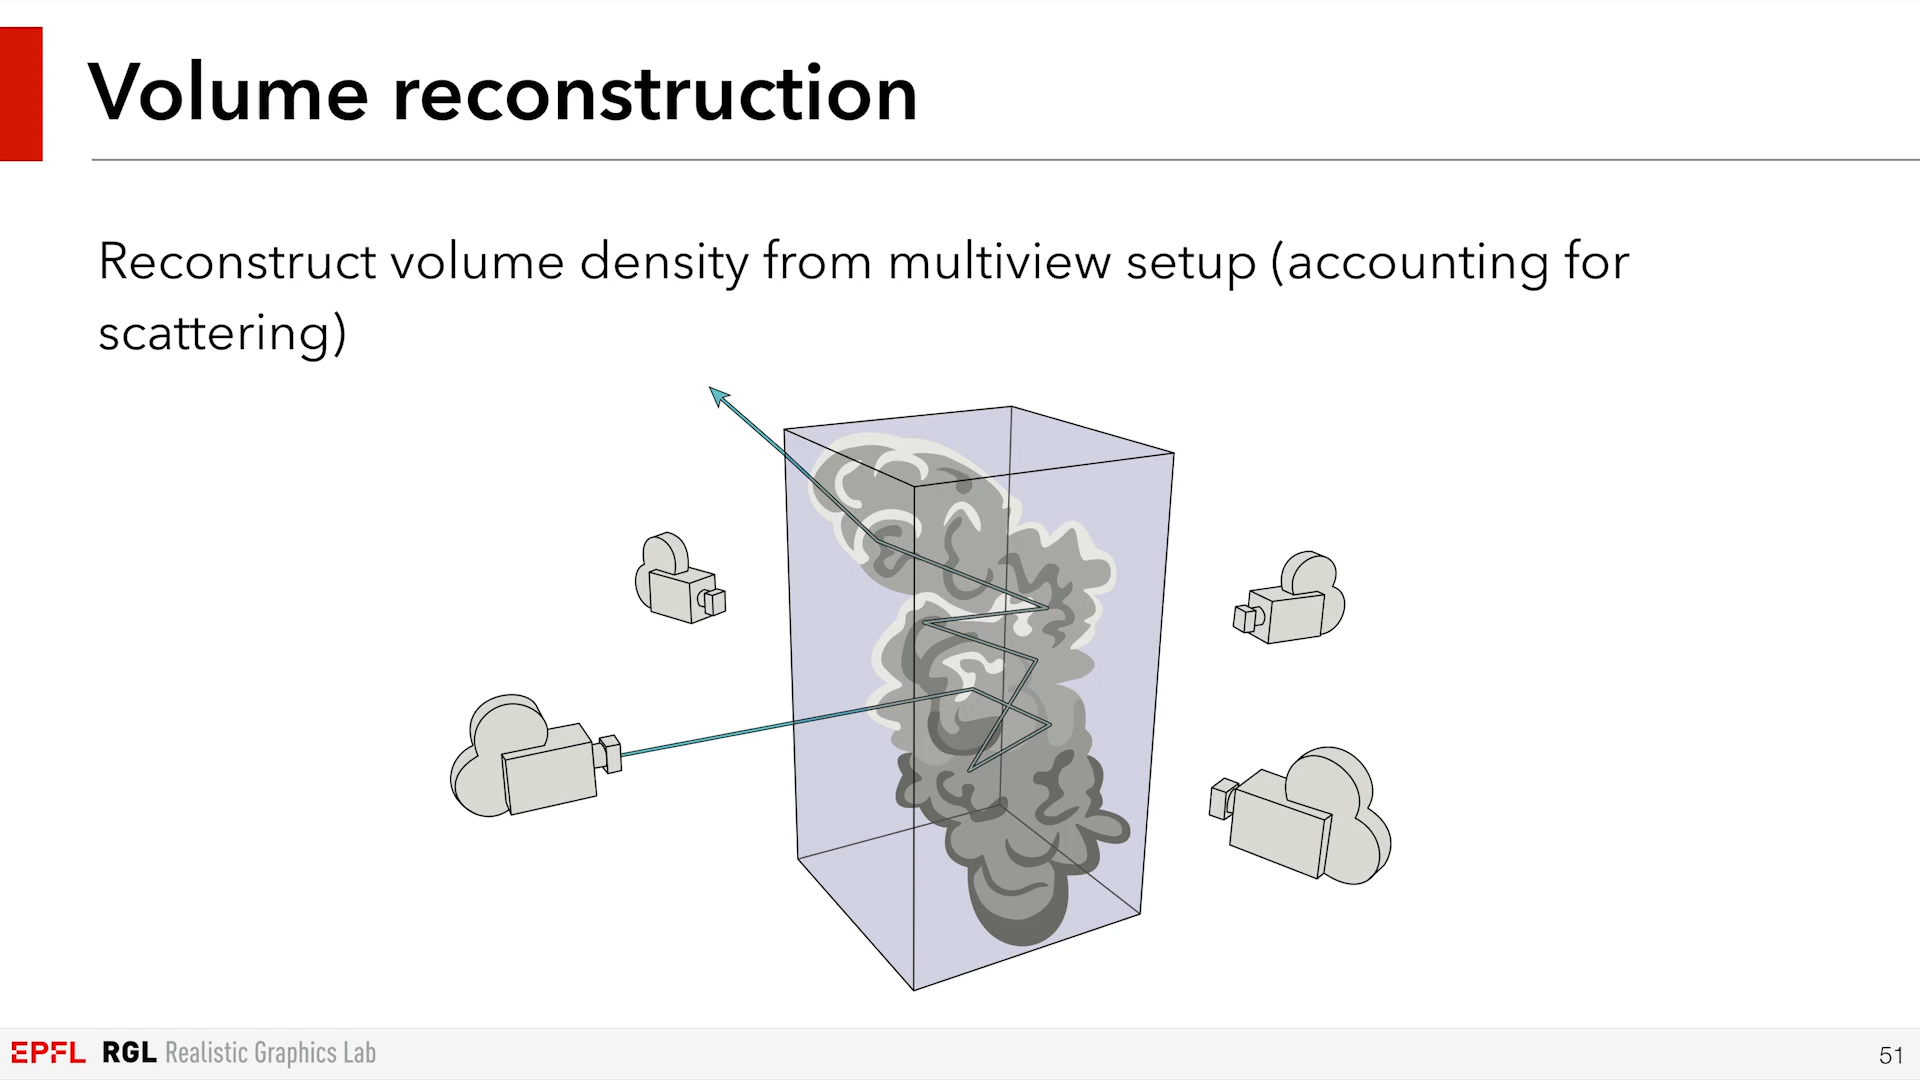 Volume reconstruction
Reconstruct volume density from multiview setup (accounting for
scattering)
EPFL RGL Realistic Graphics Lab
51